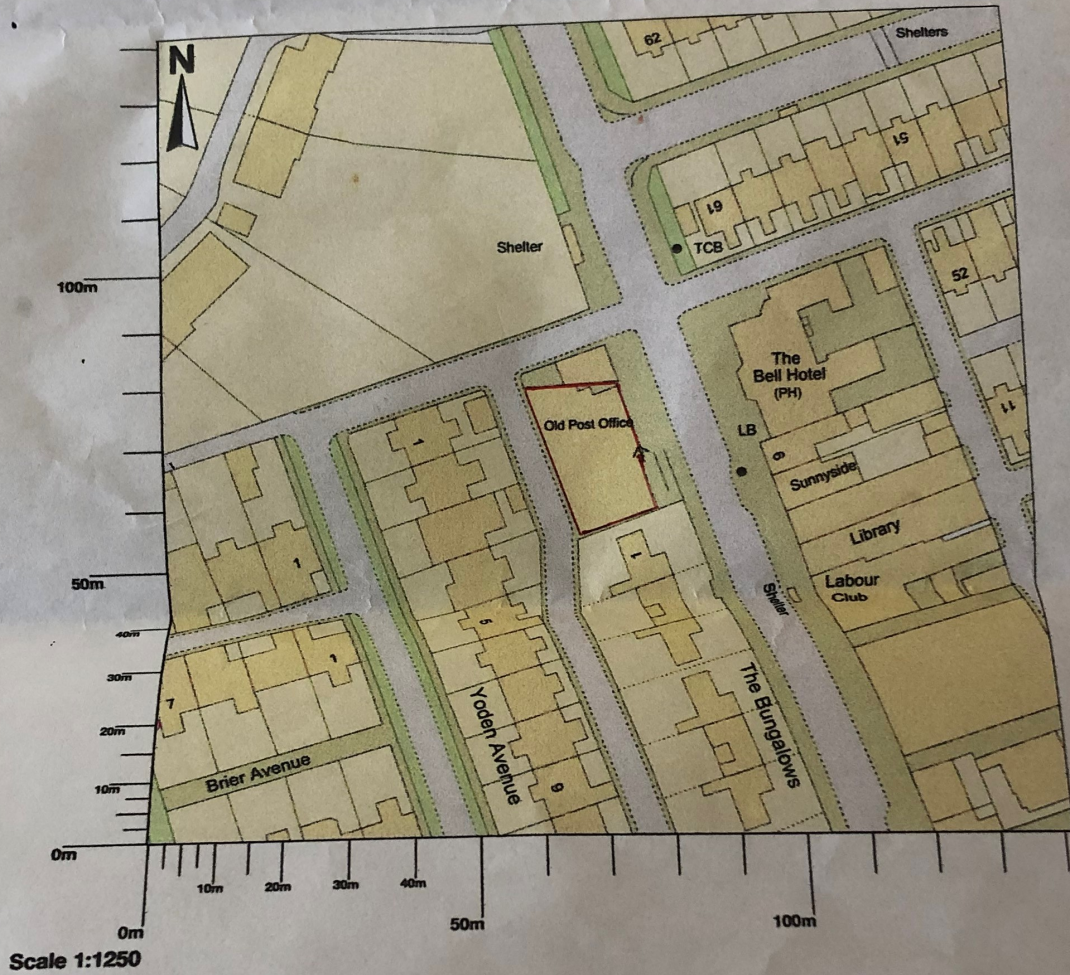 N
62
Shelters
51
61
TCB
Shelter
52
100m
The
Bell Hotel
(PH)
11
1
Old Post Office
LB
6
Sunnyside
Library
1
1
50m
Labour
Club
Shelter
40m
1
5
30m
7
20m
Yoden Avenue
The Bungalows
Brier Avenue
10m
9
0m
10m
20m
30m
40m
0m
50m
100m
Scale 1:1250